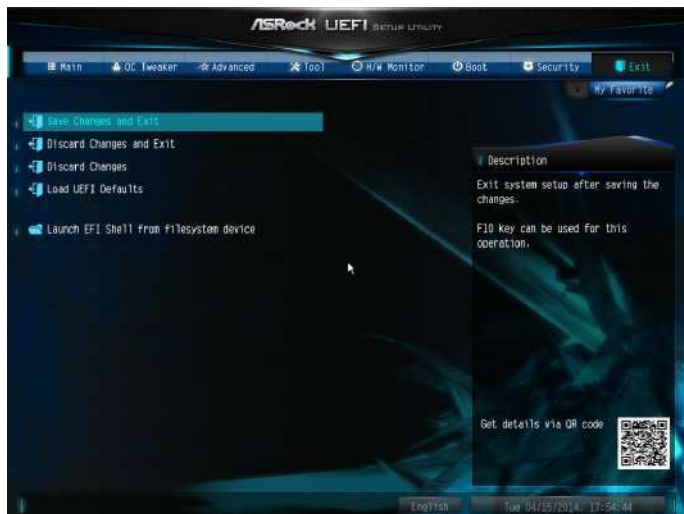 ASRock UEFI SETUP UTILITY
Main OC Tweaker Advanced Tool H/W Monitor Boot Security Exit
My Favorite
Save Changes and Exit
Discard Changes and Exit
Discard Changes
Load UEFI Defaults
Launch EFI Shell from filesystem device
Description
Exit system setup after saving the
changes.
F10 key can be used for this
operation.
Get details via QR code
English
Tue 04/15/2014. 17:54:44